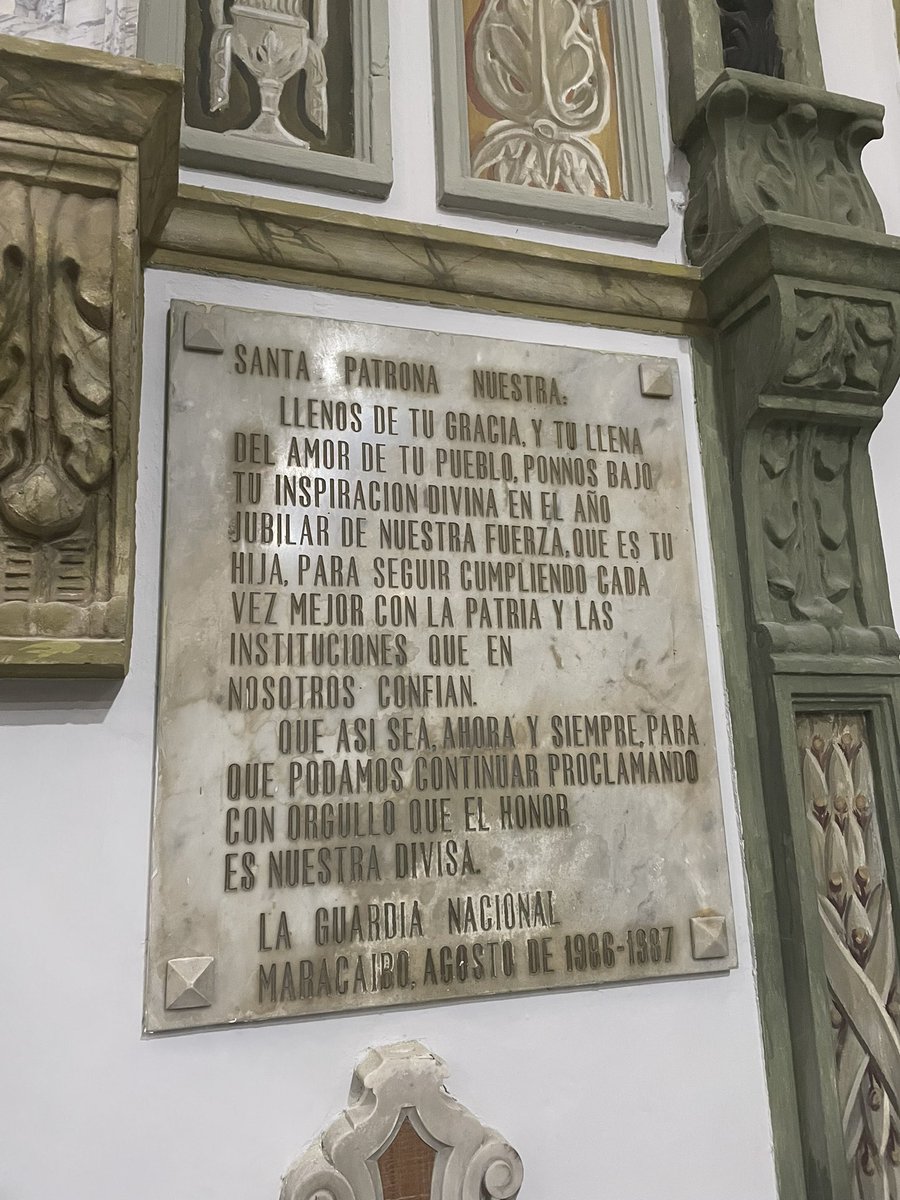 SANTA PATRONA NUESTRA:
LLENOS DE TU GRACIA, Y TU LLENA
DEL AMOR DE TU PUEBLO, PONNOS BAJO
TU INSPIRACION DIVINA EN EL AÑO
JUBILAR DE NUESTRA FUERZA, QUE ES TU
HIJA, PARA SEGUIR CUMPLIENDO CADA
VEZ MEJOR CON LA PATRIA Y LAS
INSTITUCIONES QUE EN
NOSOTROS CONFIAN.
QUE ASI SEA, AHORA Y SIEMPRE, PARA
QUE PODAMOS CONTINUAR PROCLAMANDO
CON ORGULLO QUE EL HONOR
ES NUESTRA DIVISA.
LA GUARDIA NACIONAL
MARACAIBO, AGOSTO DE 1986-1987